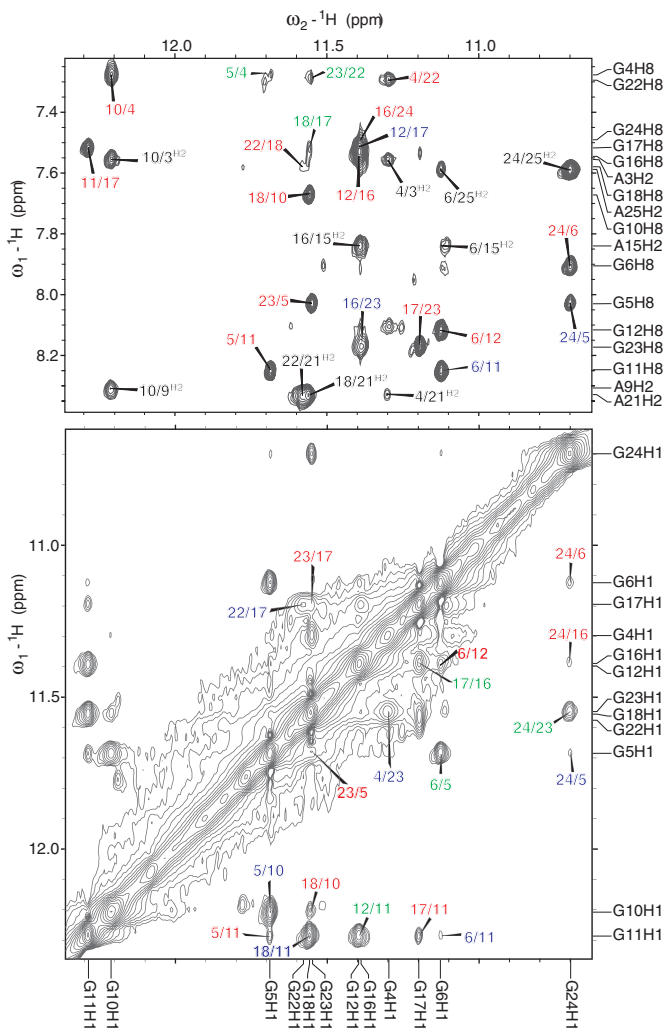 ω2 - 1H (ppm)
12.0 11.5 11.0
ω1 - 1H (ppm)
7.4
7.6
7.8
8.0
8.2
5/4
23/22
4/22
10/4
18/17
16/24
12/17
22/18
10/3H2
24/25H2
11/17
18/10
12/16
4/3H2
6/25H2
16/15H2
6/15H2
24/6
23/5
16/23
17/23
5/11
6/12
24/5
22/21H2
6/11
18/21H2
10/9H2
4/21H2
G4H8
G22H8
G24H8
G17H8
G16H8
A3H2
G18H8
A25H2
G10H8
A15H2
G6H8
G5H8
G12H8
G23H8
G11H8
A9H2
A21H2
ω1 - 1H (ppm)
11.0
11.5
12.0
23/17
24/6
22/17
24/16
6/12
17/16
24/23
4/23
23/5
6/5
24/5
5/10
18/10
12/11
17/11
5/11
18/11
6/11
G24H1
G6H1
G17H1
G4H1
G16H1
G12H1
G23H1
G18H1
G22H1
G5H1
G10H1
G11H1
G11H1
G10H1
G5H1
G22H1
G18H1
G23H1
G12H1
G16H1
G4H1
G17H1
G6H1
G24H1